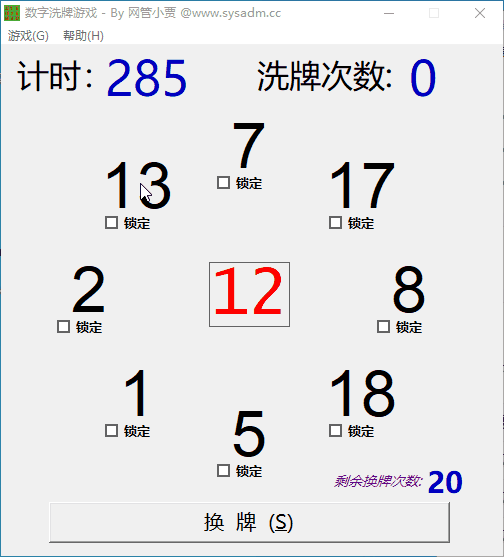 数字洗牌游戏 - By 网管小贾 @www.sysadm.cc
游戏(G) 帮助(H)
计时: 285 洗牌次数: 0
7
锁定
13 17
锁定 锁定
2 12 8
锁定 锁定
1 18
锁定 锁定
5
锁定
剩余换牌次数: 20
换 牌 (S)